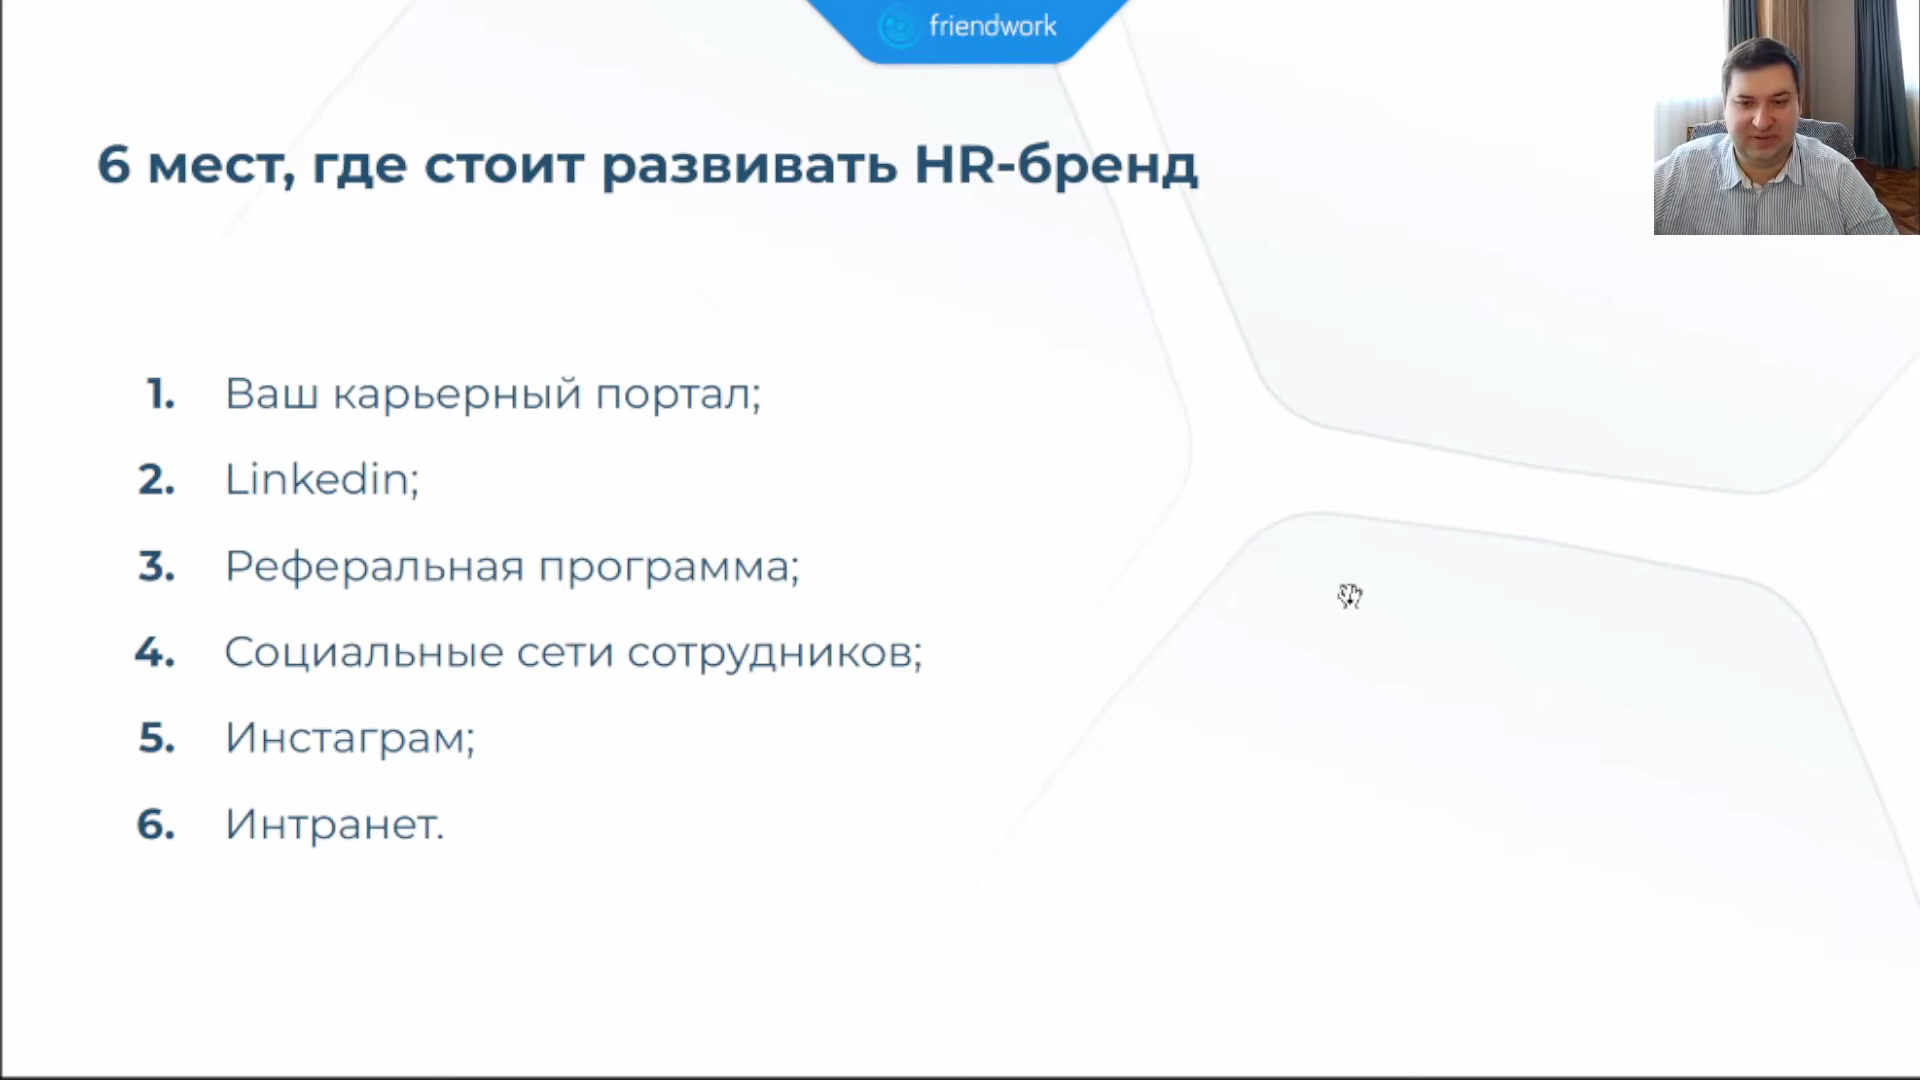 friendwork
6 мест, где стоит развивать HR-бренд
1. Ваш карьерный портал;
2. Linkedin;
3. Реферальная программа;
4. Социальные сети сотрудников;
5. Инстаграм;
6. Интранет.